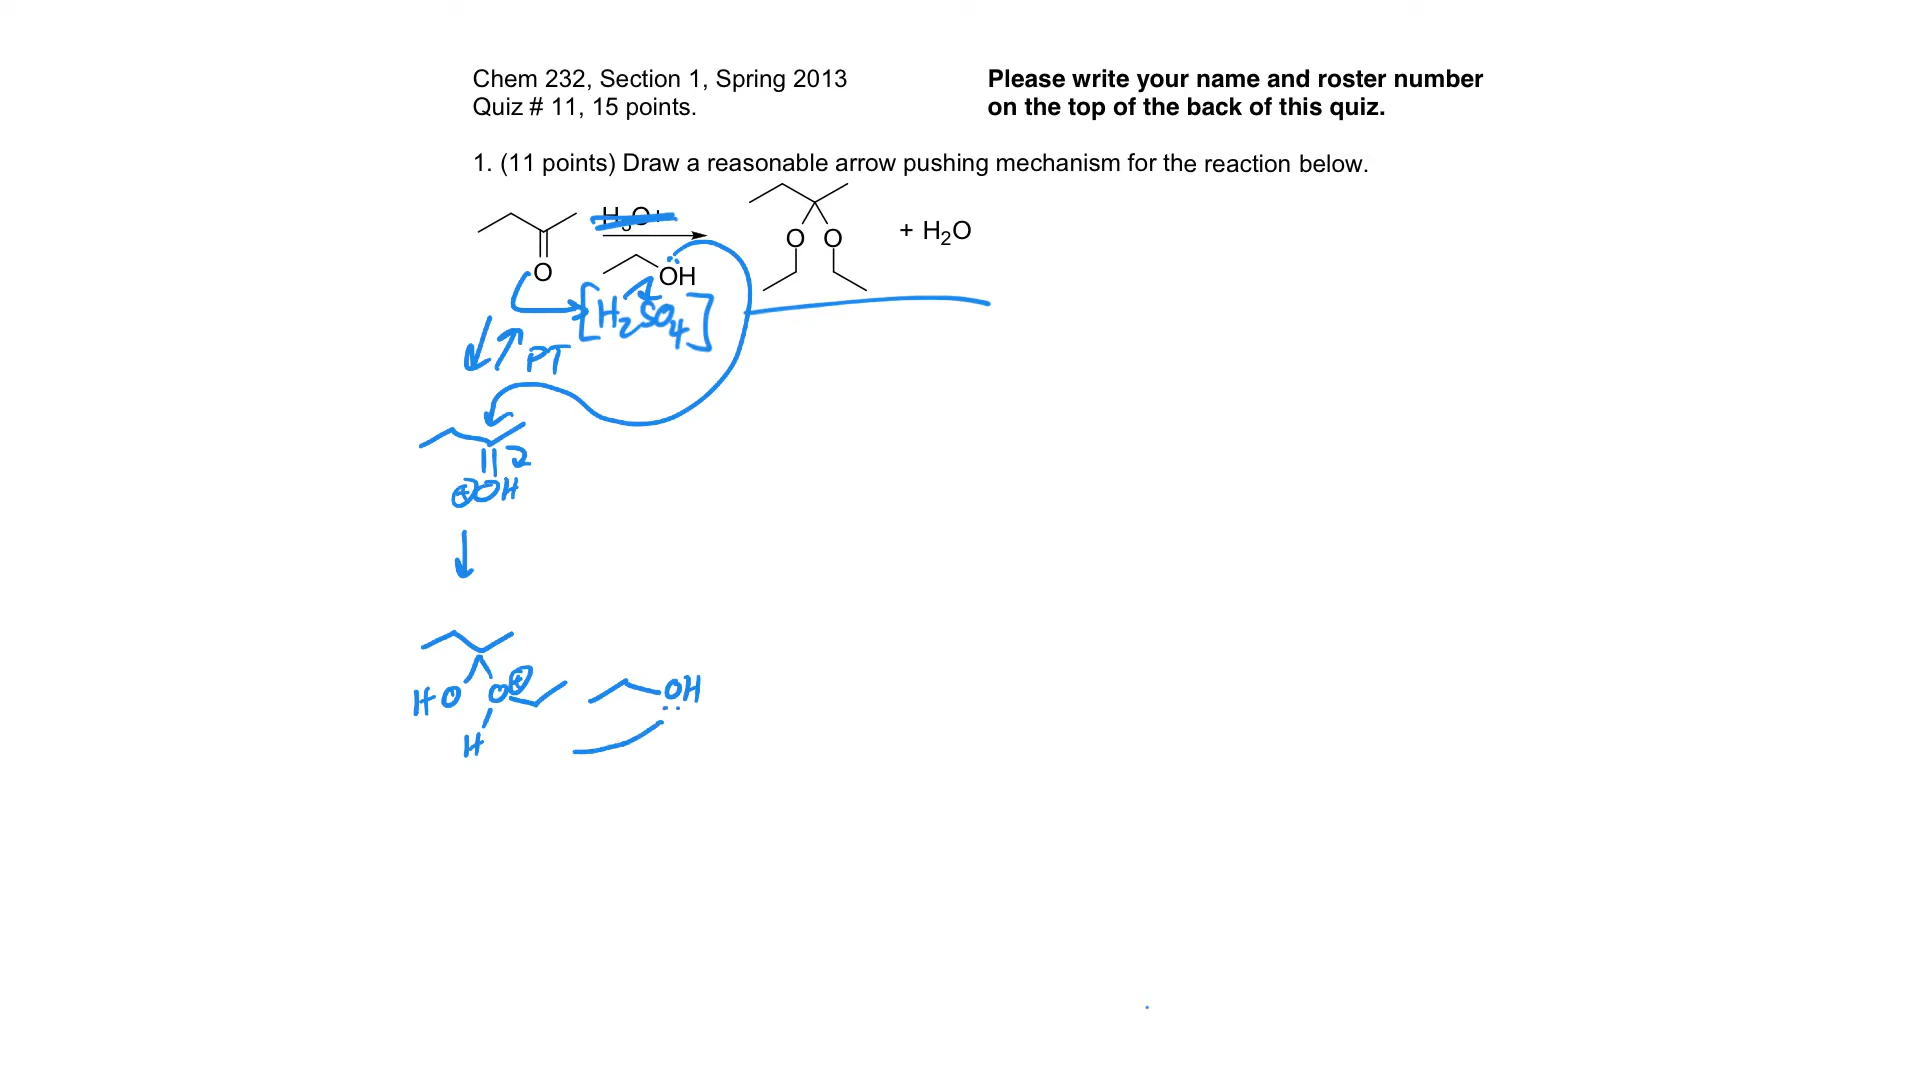 Chem 232, Section 1, Spring 2013
Quiz # 11, 15 points.
Please write your name and roster number
on the top of the back of this quiz.
1. (11 points) Draw a reasonable arrow pushing mechanism for the reaction below.
H₃O+
O
OH
O O
+ H₂O
[H₂SO₄]
PT
⊕OH
HO O⊕
H
OH